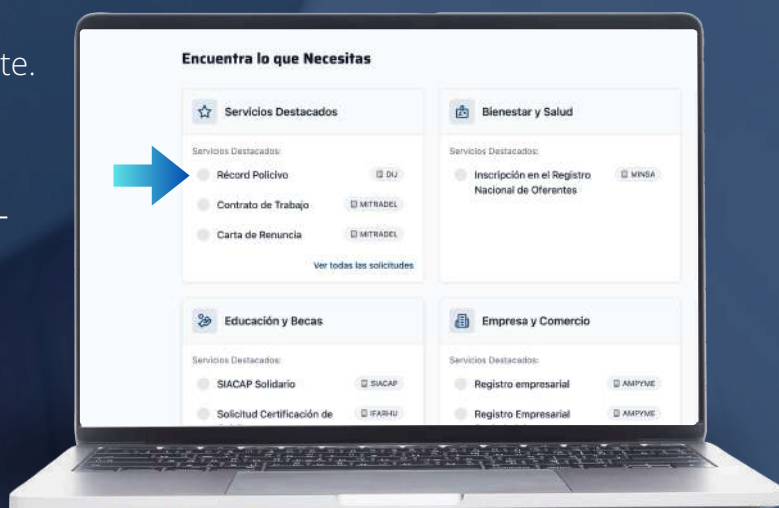 te.
Encuentra lo que Necesitas
Servicios Destacados
Servicios Destacados:
Récord Policivo DIJ
Contrato de Trabajo MITRADEL
Carta de Renuncia MITRADEL
Ver todas las solicitudes
Bienestar y Salud
Servicios Destacados:
Inscripción en el Registro MINSA
Nacional de Oferentes
Educación y Becas
Servicios Destacados:
SIACAP Solidario SIACAP
Solicitud Certificación de IFARHU
Empresa y Comercio
Servicios Destacados:
Registro empresarial AMPYME
Registro Empresarial AMPYME